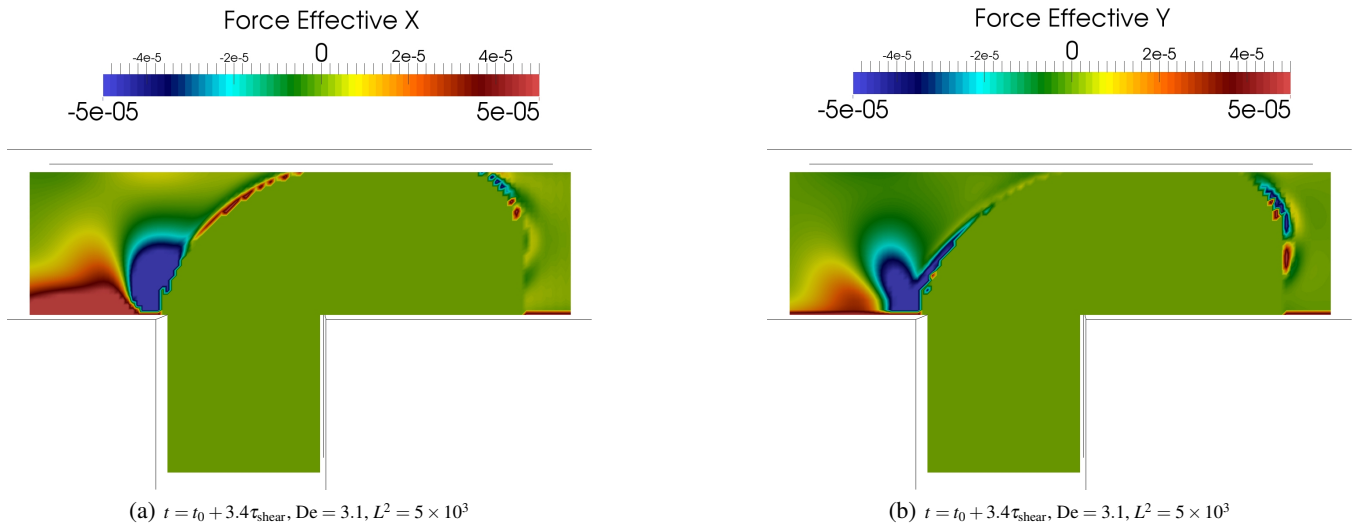 Force Effective X
-4e-5 -2e-5 0 2e-5 4e-5
-5e-05 5e-05
Force Effective Y
-4e-5 -2e-5 0 2e-5 4e-5
-5e-05 5e-05
(a) t = t₀ + 3.4τ_shear, De = 3.1, L² = 5 × 10³
(b) t = t₀ + 3.4τ_shear, De = 3.1, L² = 5 × 10³